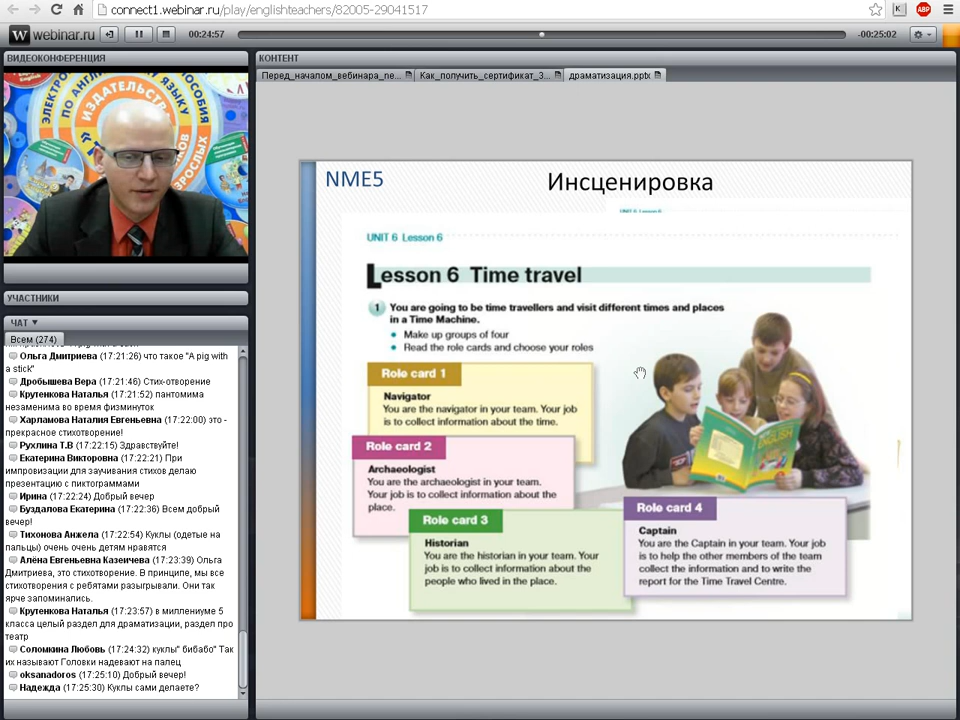 connect1.webinar.ru/play/englishteachers/82005-29041517
webinar.ru
00:24:57
-00:25:02
ВИДЕОКОНФЕРЕНЦИЯ
ЭЛЕКТРО
ПОСОБИЯ
ПО АН
ЯЗЫКУ
ИЗДАТЕЛЬСТВ
РОСЛЫХ
УЧАСТНИКИ
ЧАТ
Всем (274)
Ольга Дмитриева (17:21:26) что такое "A pig with
a stick"
Дробышева Вера (17:21:46) Стих-отворение
Крутенкова Наталья (17:21:52) пантомима
незаменима во время физминуток
Харламова Наталия Евгеньевна (17:22:00) это -
прекрасное стихотворение!
Рухлина Т.В (17:22:15) Здравствуйте!
Екатерина Викторовна (17:22:21) При
импровизации для заучивания стихов делаю
презентацию с пиктограммами
Ирина (17:22:24) Добрый вечер
Буздалова Екатерина (17:22:36) Всем добрый
вечер!
Тихонова Анжела (17:22:54) Куклы (одетые на
пальцы) очень очень детям нравятся
Алёна Евгеньевна Казеичева (17:23:39) Ольга
Дмитриева, это стихотворение. В принципе, мы все
стихотворения с ребятами разыгрывали. Они так
ярче запоминались.
Крутенкова Наталья (17:23:57) в миллениуме 5
класса целый раздел для драматизации, раздел про
театр
Соломкина Любовь (17:24:32) куклы" бибабо" Так
их называют Головки надевают на палец
oksanadoros (17:25:10) Добрый вечер!
Надежда (17:25:30) Куклы сами делаете?
КОНТЕНТ
Перед_началом_вебинара_пе...
Как_получить_сертификат_3...
драматизация.pptx
NME5
Инсценировка
UNIT 6 Lesson 6
UNIT 6 Lesson 6
Lesson 6 Time travel
1 You are going to be time travellers and visit different times and places
in a Time Machine.
• Make up groups of four
• Read the role cards and choose your roles
Role card 1
Navigator
You are the navigator in your team. Your job
is to collect information about the time.
Role card 2
Archaeologist
You are the archaeologist in your team.
Your job is to collect information about the
place.
Role card 3
Historian
You are the historian in your team. Your
job is to collect information about the
people who lived in the place.
Role card 4
Captain
You are the Captain in your team. Your job
is to help the other members of the team
collect the information and to write the
report for the Time Travel Centre.
ENGLISH